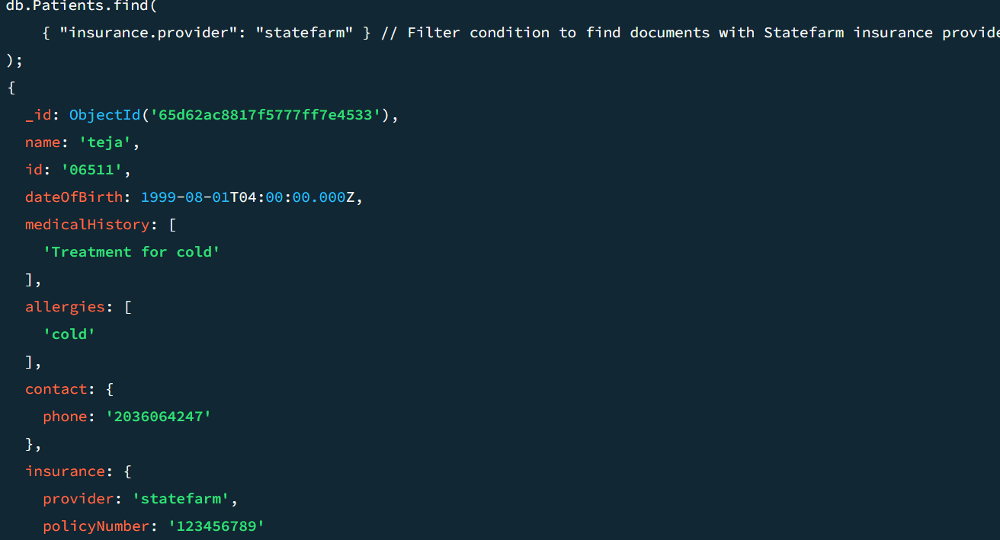 db.Patients.find(
{ "insurance.provider": "statefarm" } // Filter condition to find documents with Statefarm insurance provide
);
{
_id: ObjectId('65d62ac8817f5777ff7e4533'),
name: 'teja',
id: '06511',
dateOfBirth: 1999-08-01T04:00:00.000Z,
medicalHistory: [
'Treatment for cold'
],
allergies: [
'cold'
],
contact: {
phone: '2036064247'
},
insurance: {
provider: 'statefarm',
policyNumber: '123456789'